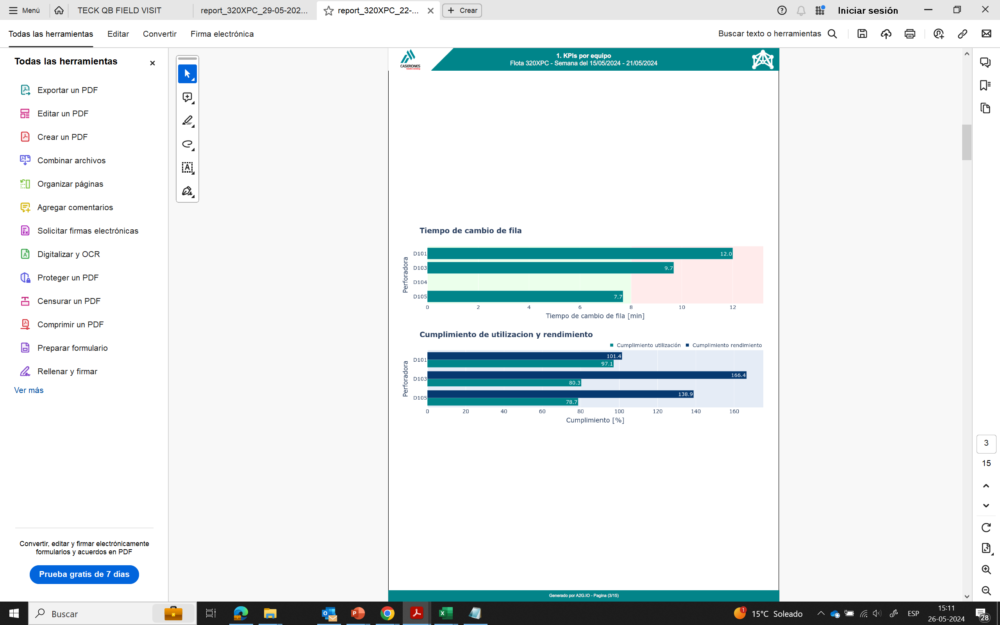 Menú
TECK QB FIELD VISIT
report_320XPC_29-05-202...
report_320XPC_22-...
Crear
Iniciar sesión
Todas las herramientas
Editar
Convertir
Firma electrónica
Buscar texto o herramientas
Todas las herramientas
Exportar un PDF
Editar un PDF
Crear un PDF
Combinar archivos
Organizar páginas
Agregar comentarios
Solicitar firmas electrónicas
Digitalizar y OCR
Proteger un PDF
Censurar un PDF
Comprimir un PDF
Preparar formulario
Rellenar y firmar
Ver más
Convertir, editar y firmar electrónicamente
formularios y acuerdos en PDF
Prueba gratis de 7 días
CASERONES
lundin mining
1. KPIs por equipo
Flota 320XPC - Semana del 15/05/2024 - 21/05/2024
Tiempo de cambio de fila
Perforadora
D101 12.0
D103 9.7
D104
D105 7.7
0 2 4 6 8 10 12
Tiempo de cambio de fila [min]
Cumplimiento de utilizacion y rendimiento
Cumplimiento utilización Cumplimiento rendimiento
Perforadora
101.4
D101
97.1
166.4
D103
80.3
138.9
D105
78.7
0 20 40 60 80 100 120 140 160
Cumplimiento [%]
Generado por A2G.IO - Pagina (3/15)
3
15
Buscar
1
15°C Soleado
ESP
15:11
26-05-2024
28